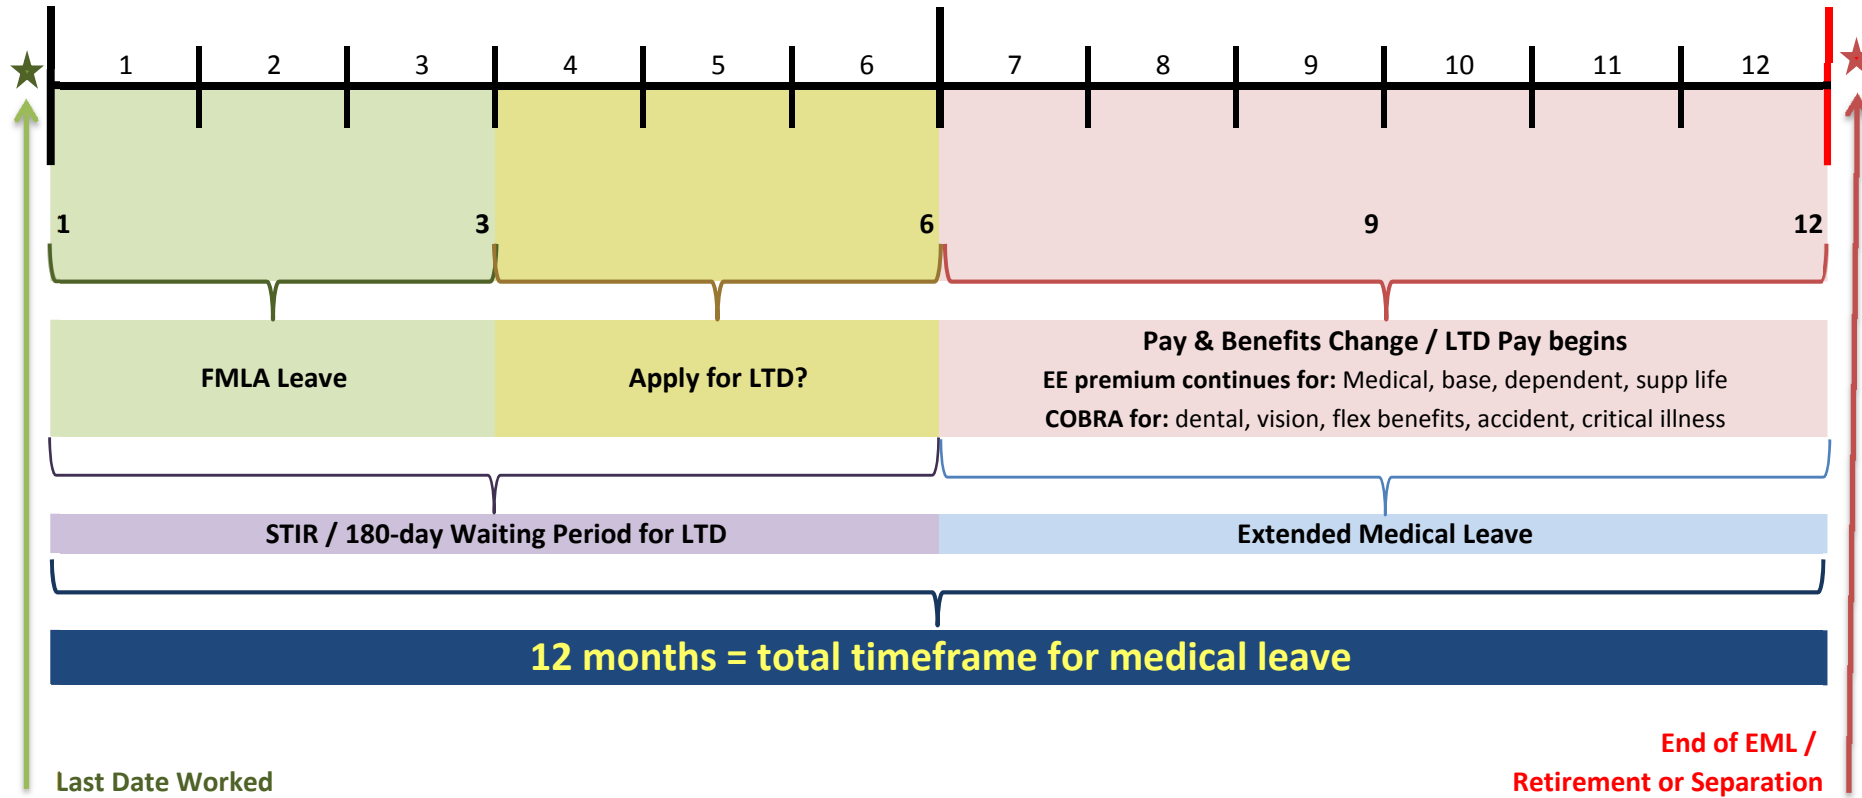 1 2 3 4 5 6 7 8 9 10 11 12
1 3 6 9 12
FMLA Leave
Apply for LTD?
Pay & Benefits Change / LTD Pay begins
EE premium continues for: Medical, base, dependent, supp life
COBRA for: dental, vision, flex benefits, accident, critical illness
STIR / 180-day Waiting Period for LTD
Extended Medical Leave
12 months = total timeframe for medical leave
Last Date Worked
End of EML /
Retirement or Separation